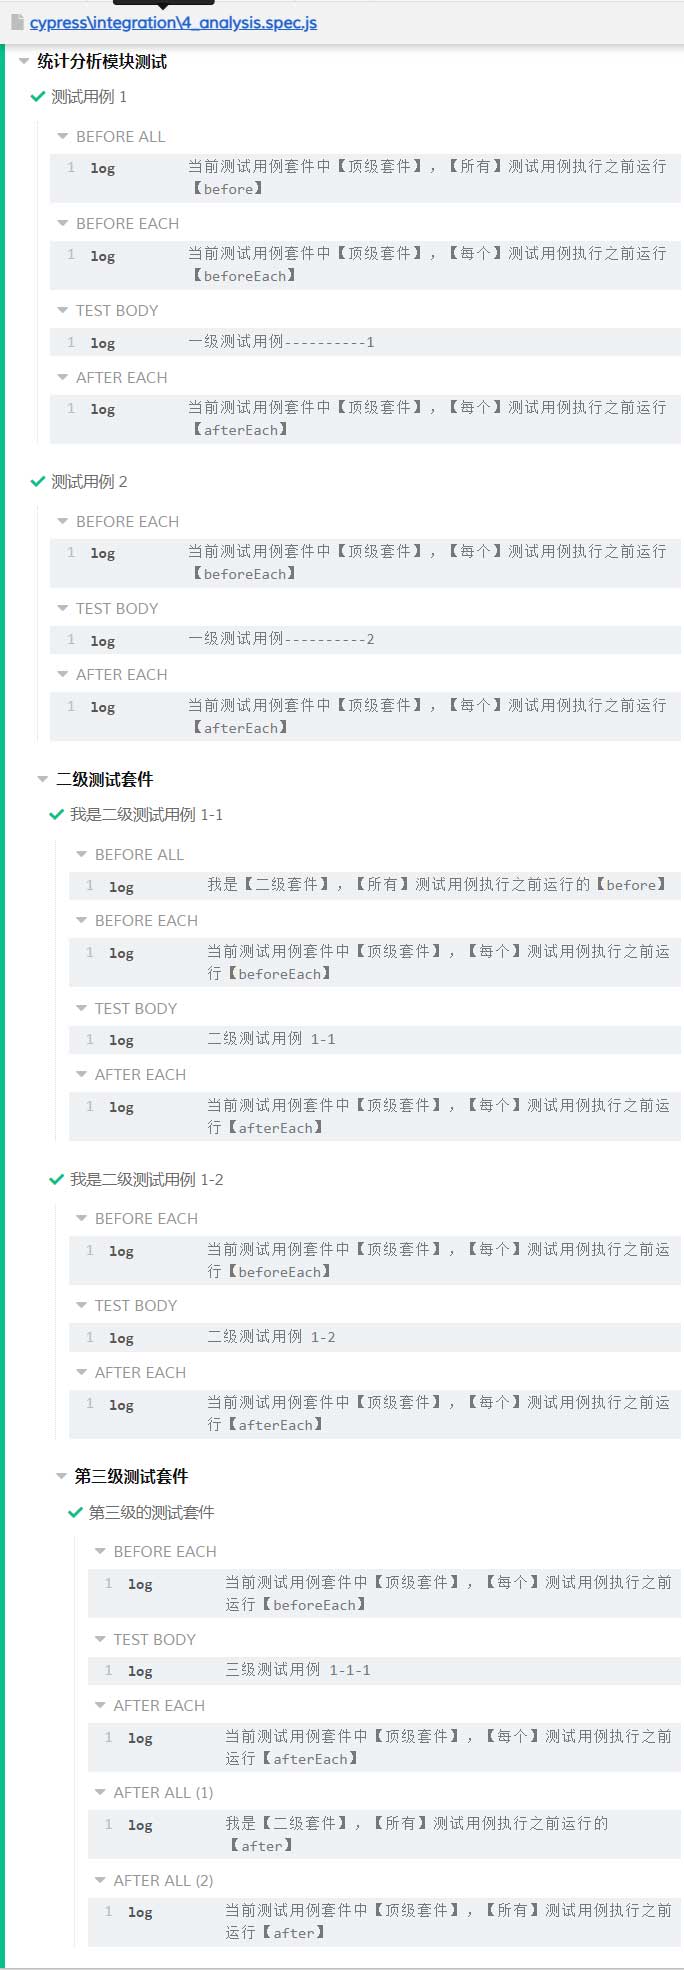 cypress\integration\4_analysis.spec.js
统计分析模块测试
测试用例 1
BEFORE ALL
1 log 当前测试用例套件中【顶级套件】，【所有】测试用例执行之前运行
【before】
BEFORE EACH
1 log 当前测试用例套件中【顶级套件】，【每个】测试用例执行之前运行
【beforeEach】
TEST BODY
1 log 一级测试用例----------1
AFTER EACH
1 log 当前测试用例套件中【顶级套件】，【每个】测试用例执行之前运行
【afterEach】
测试用例 2
BEFORE EACH
1 log 当前测试用例套件中【顶级套件】，【每个】测试用例执行之前运行
【beforeEach】
TEST BODY
1 log 一级测试用例----------2
AFTER EACH
1 log 当前测试用例套件中【顶级套件】，【每个】测试用例执行之前运行
【afterEach】
二级测试套件
我是二级测试用例 1-1
BEFORE ALL
1 log 我是【二级套件】，【所有】测试用例执行之前运行的【before】
BEFORE EACH
1 log 当前测试用例套件中【顶级套件】，【每个】测试用例执行之前运
行【beforeEach】
TEST BODY
1 log 二级测试用例 1-1
AFTER EACH
1 log 当前测试用例套件中【顶级套件】，【每个】测试用例执行之前运
行【afterEach】
我是二级测试用例 1-2
BEFORE EACH
1 log 当前测试用例套件中【顶级套件】，【每个】测试用例执行之前运
行【beforeEach】
TEST BODY
1 log 二级测试用例 1-2
AFTER EACH
1 log 当前测试用例套件中【顶级套件】，【每个】测试用例执行之前运
行【afterEach】
第三级测试套件
第三级的测试套件
BEFORE EACH
1 log 当前测试用例套件中【顶级套件】，【每个】测试用例执行之前
运行【beforeEach】
TEST BODY
1 log 三级测试用例 1-1-1
AFTER EACH
1 log 当前测试用例套件中【顶级套件】，【每个】测试用例执行之前
运行【afterEach】
AFTER ALL (1)
1 log 我是【二级套件】，【所有】测试用例执行之前运行的
【after】
AFTER ALL (2)
1 log 当前测试用例套件中【顶级套件】，【所有】测试用例执行之前
运行【after】